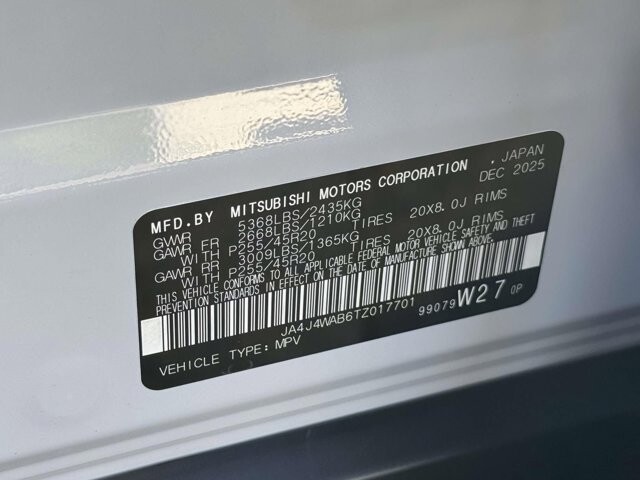 MFD.BY MITSUBISHI MOTORS CORPORATION , JAPAN
GVWR 5368LBS/2435KG DEC 2025
GAWR FR 2668LBS/1210KG
WITH P255/45R20 TIRES 20X8.0J RIMS
GAWR RR 3009LBS/1365KG
WITH P255/45R20 TIRES 20X8.0J RIMS
THIS VEHICLE CONFORMS TO ALL APPLICABLE FEDERAL MOTOR VEHICLE SAFETY AND THEFT
PREVENTION STANDARDS IN EFFECT ON THE DATE OF MANUFACTURE SHOWN ABOVE.
JA4J4WAB6TZ017701 99079 W27 0P
VEHICLE TYPE: MPV